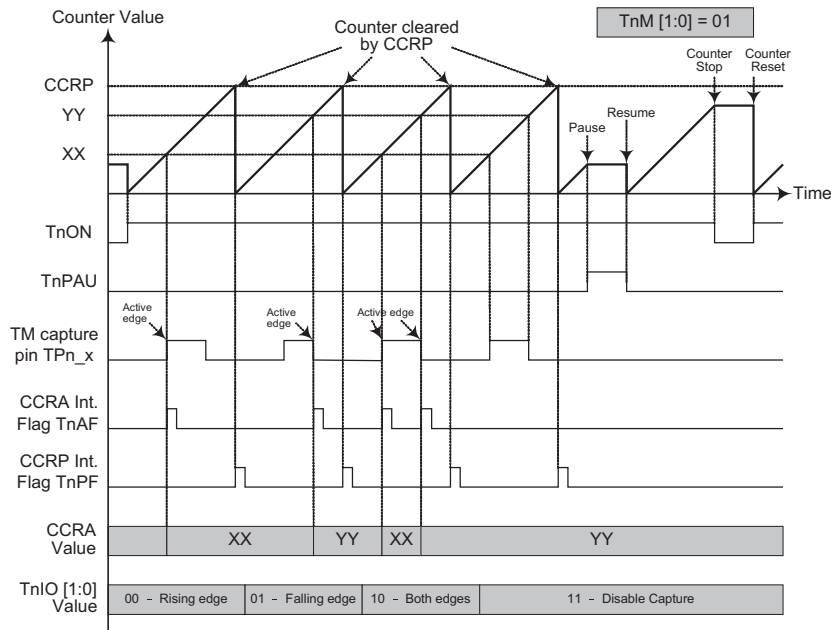 Counter Value
TnM [1:0] = 01
Counter cleared
by CCRP
Counter
Stop
Counter
Reset
CCRP
YY
Pause
Resume
XX
Time
TnON
TnPAU
Active
edge
Active
edge
Active edge
TM capture
pin TPn_x
CCRA Int.
Flag TnAF
CCRP Int.
Flag TnPF
CCRA
Value
XX
YY
XX
YY
TnIO [1:0]
Value
00 - Rising edge
01 - Falling edge
10 - Both edges
11 - Disable Capture